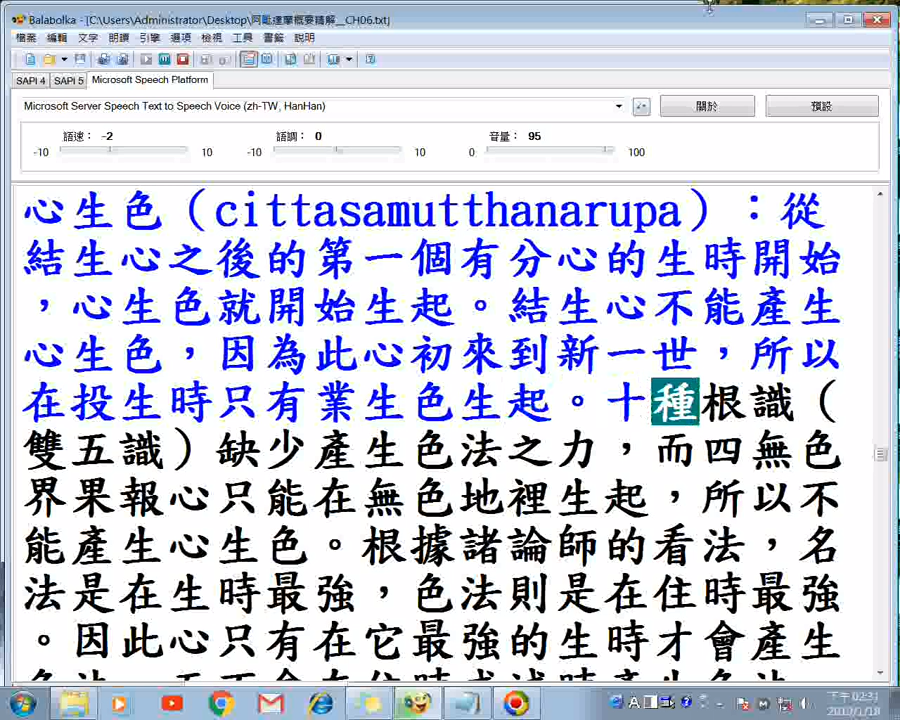 Balabolka - [C:\Users\Administrator\Desktop\阿毗達摩概要精解__CH06.txt]
檔案 編輯 文字 朗讀 引擎 選項 檢視 工具 書籤 說明
SAPI 4 SAPI 5 Microsoft Speech Platform
Microsoft Server Speech Text to Speech Voice (zh-TW, HanHan) 關於 預設
語速： -2 語調： 0 音量： 95
-10 10 -10 10 0 100
心生色（cittasamutthanarupa）：從
結生心之後的第一個有分心的生時開始
，心生色就開始生起。結生心不能產生
心生色，因為此心初來到新一世，所以
在投生時只有業生色生起。十種根識（
雙五識）缺少產生色法之力，而四無色
界果報心只能在無色地裡生起，所以不
能產生心生色。根據諸論師的看法，名
法是在生時最強，色法則是在住時最強
。因此心只有在它最強的生時才會產生
下午 02:31